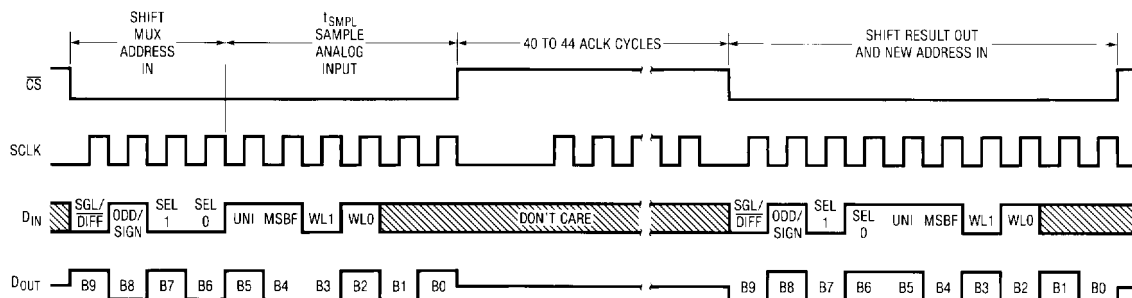 SHIFT
MUX
ADDRESS
IN
tSMPL
SAMPLE
ANALOG
INPUT
40 TO 44 ACLK CYCLES
SHIFT RESULT OUT
AND NEW ADDRESS IN
CS
SCLK
DIN
SGL/
DIFF
ODD/
SIGN
SEL
1
SEL
0
UNI
MSBF
WL1
WL0
DON'T CARE
SGL/
DIFF
ODD/
SIGN
SEL
1
SEL
0
UNI
MSBF
WL1
WL0
DOUT
B9 B8 B7 B6 B5 B4 B3 B2 B1 B0
B9 B8 B7 B6 B5 B4 B3 B2 B1 B0